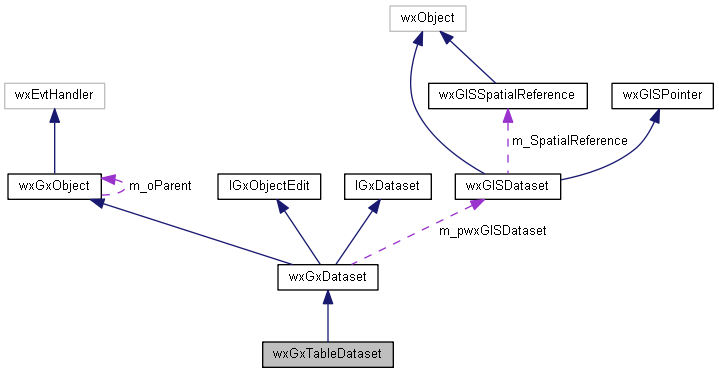 wxObject
wxEvtHandler
wxGISSpatialReference
wxGISPointer
m_SpatialReference
wxGxObject
m_oParent
IGxObjectEdit
IGxDataset
wxGISDataset
m_pwxGISDataset
wxGxDataset
wxGxTableDataset